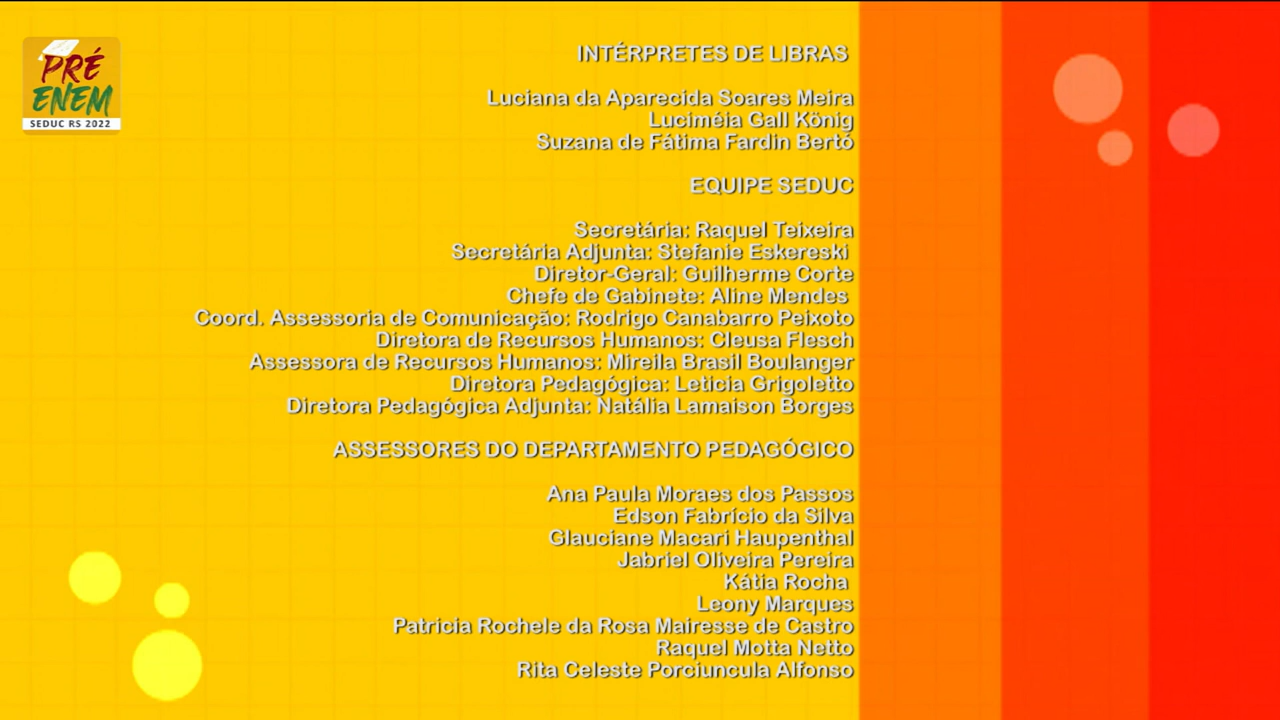 PRÉ
ENEM
SEDUC RS 2022
INTÉRPRETES DE LIBRAS
Luciana da Aparecida Soares Meira
Luciméia Gall König
Suzana de Fátima Fardin Bertó
EQUIPE SEDUC
Secretária: Raquel Teixeira
Secretária Adjunta: Stefanie Eskereski
Diretor-Geral: Guilherme Corte
Chefe de Gabinete: Aline Mendes
Coord. Assessoria de Comunicação: Rodrigo Canabarro Peixoto
Diretora de Recursos Humanos: Cleusa Flesch
Assessora de Recursos Humanos: Mireila Brasil Boulanger
Diretora Pedagógica: Leticia Grigoletto
Diretora Pedagógica Adjunta: Natália Lamaison Borges
ASSESSORES DO DEPARTAMENTO PEDAGÓGICO
Ana Paula Moraes dos Passos
Edson Fabrício da Silva
Glauciane Macari Haupenthal
Jabriel Oliveira Pereira
Kátia Rocha
Leony Marques
Patricia Rochele da Rosa Mairesse de Castro
Raquel Motta Netto
Rita Celeste Porciuncula Alfonso